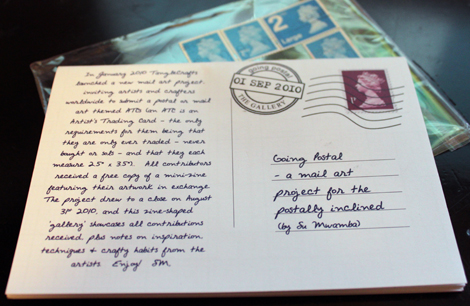 In January 2010 Ting & Crafts
launched a new mail art project,
inviting artists and crafters
worldwide to submit a postal or mail
art themed ATC (an ATC is an
Artist's Trading Card - the only
requirements for them being that
they are only ever traded - never
bought or sold - and that they each
measure 2.5" x 3.5"). All contributors
received a free copy of a mini-zine
featuring their artwork in exchange.
The project drew to a close on August
31st 2010, and this zine-shaped
'gallery' showcases all contributions
received, plus notes on inspiration,
techniques & crafty habits from the
artists. Enjoy! SM.
going postal
01 SEP 2010
THE GALLERY
1P
Going Postal
- a mail art
project for the
postally inclined
(by Su Mwamba)
2
Large